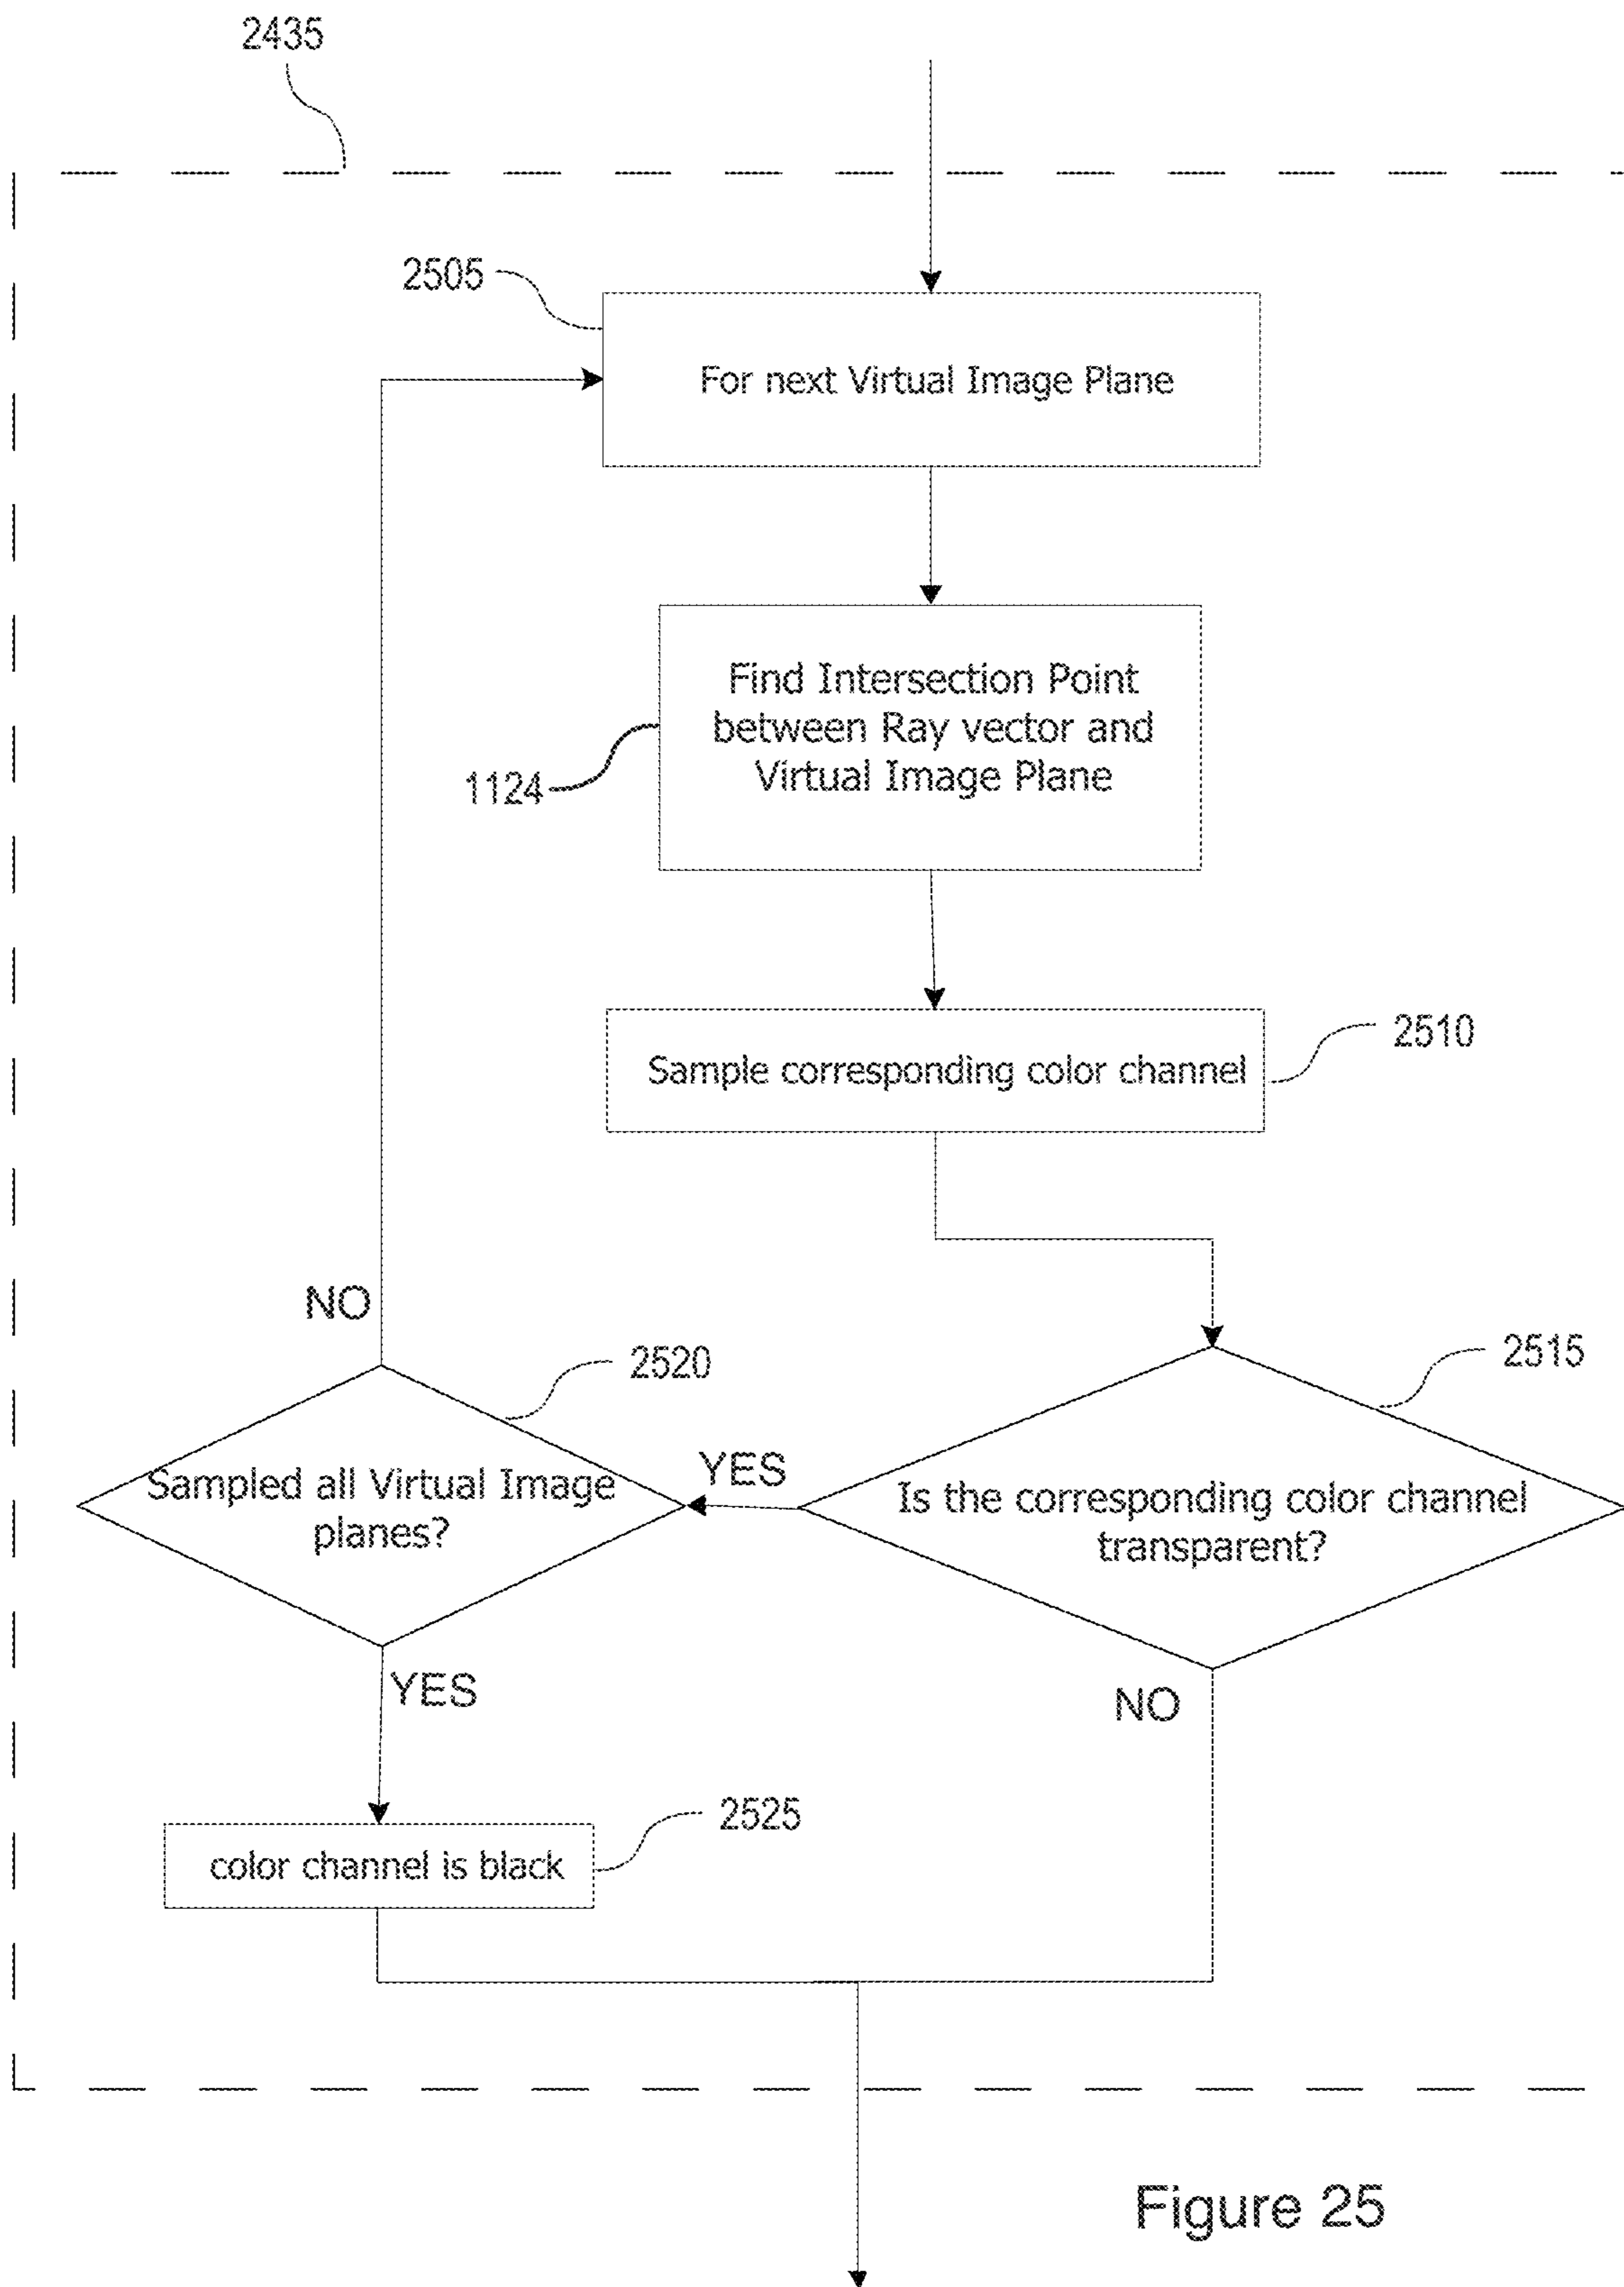 2435
2505
For next Virtual Image Plane
Find Intersection Point
between Ray vector and
Virtual Image Plane
1124
2510
Sample corresponding color channel
NO
2520
2515
Sampled all Virtual Image
planes?
YES
Is the corresponding color channel
transparent?
YES
NO
2525
color channel is black
Figure 25